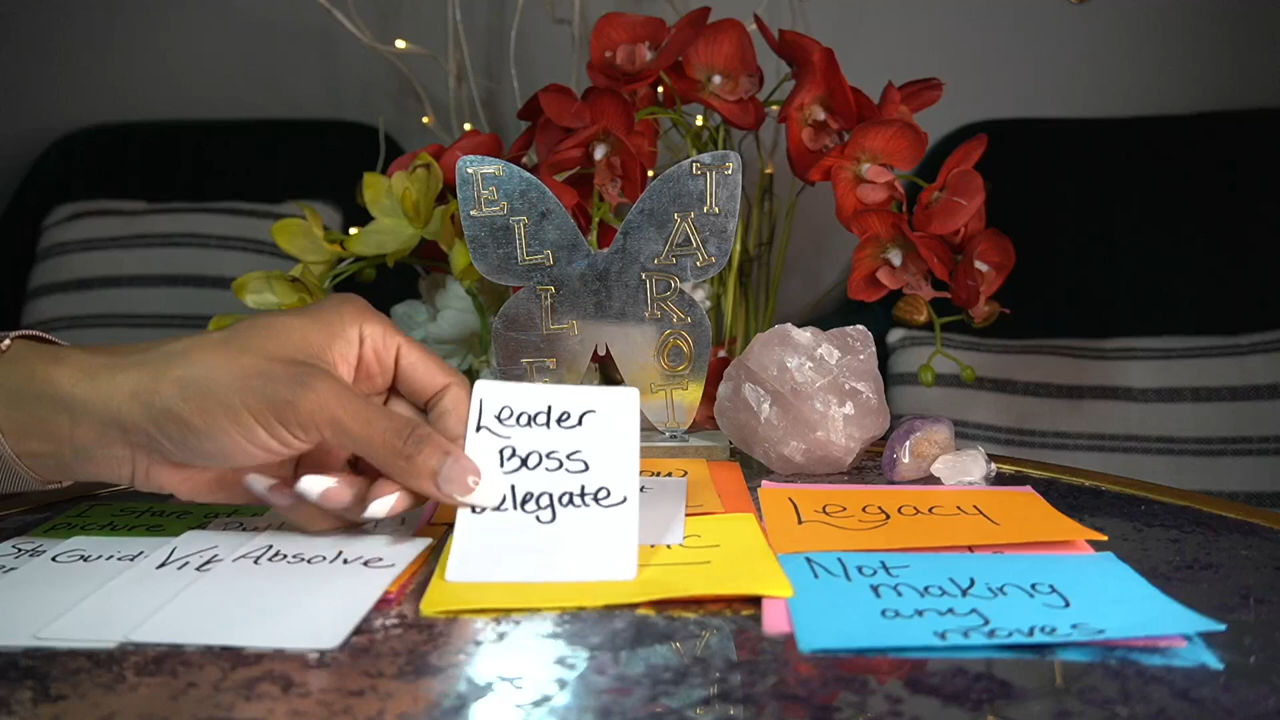 ELLE
TAROT
Leader
Boss
Delegate
I stare at
picture
Guid
Vit
Absolve
Legacy
Not
making
any
moves